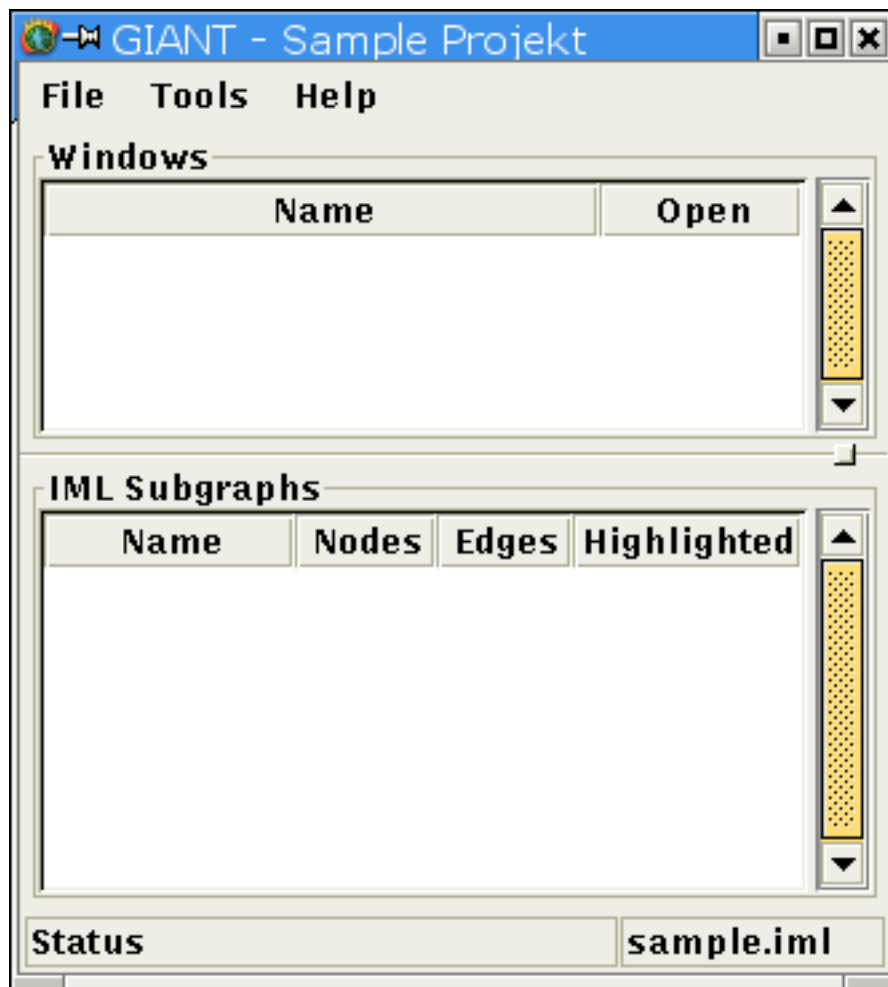 GIANT - Sample Projekt
File Tools Help
Windows
Name Open
IML Subgraphs
Name Nodes Edges Highlighted
Status sample.iml